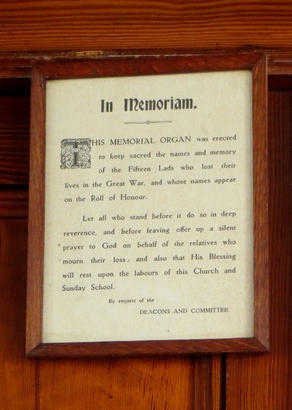 In Memoriam.
THIS MEMORIAL ORGAN was erected
to keep sacred the names and memory
of the Fifteen Lads who lost their
lives in the Great War, and whose names appear
on the Roll of Honour.
Let all who stand before it do so in deep
reverence, and before leaving offer up a silent
prayer to God on behalf of the relatives who
mourn their loss; and also that His Blessing
will rest upon the labours of this Church and
Sunday School.
By request of the
DEACONS AND COMMITTEE